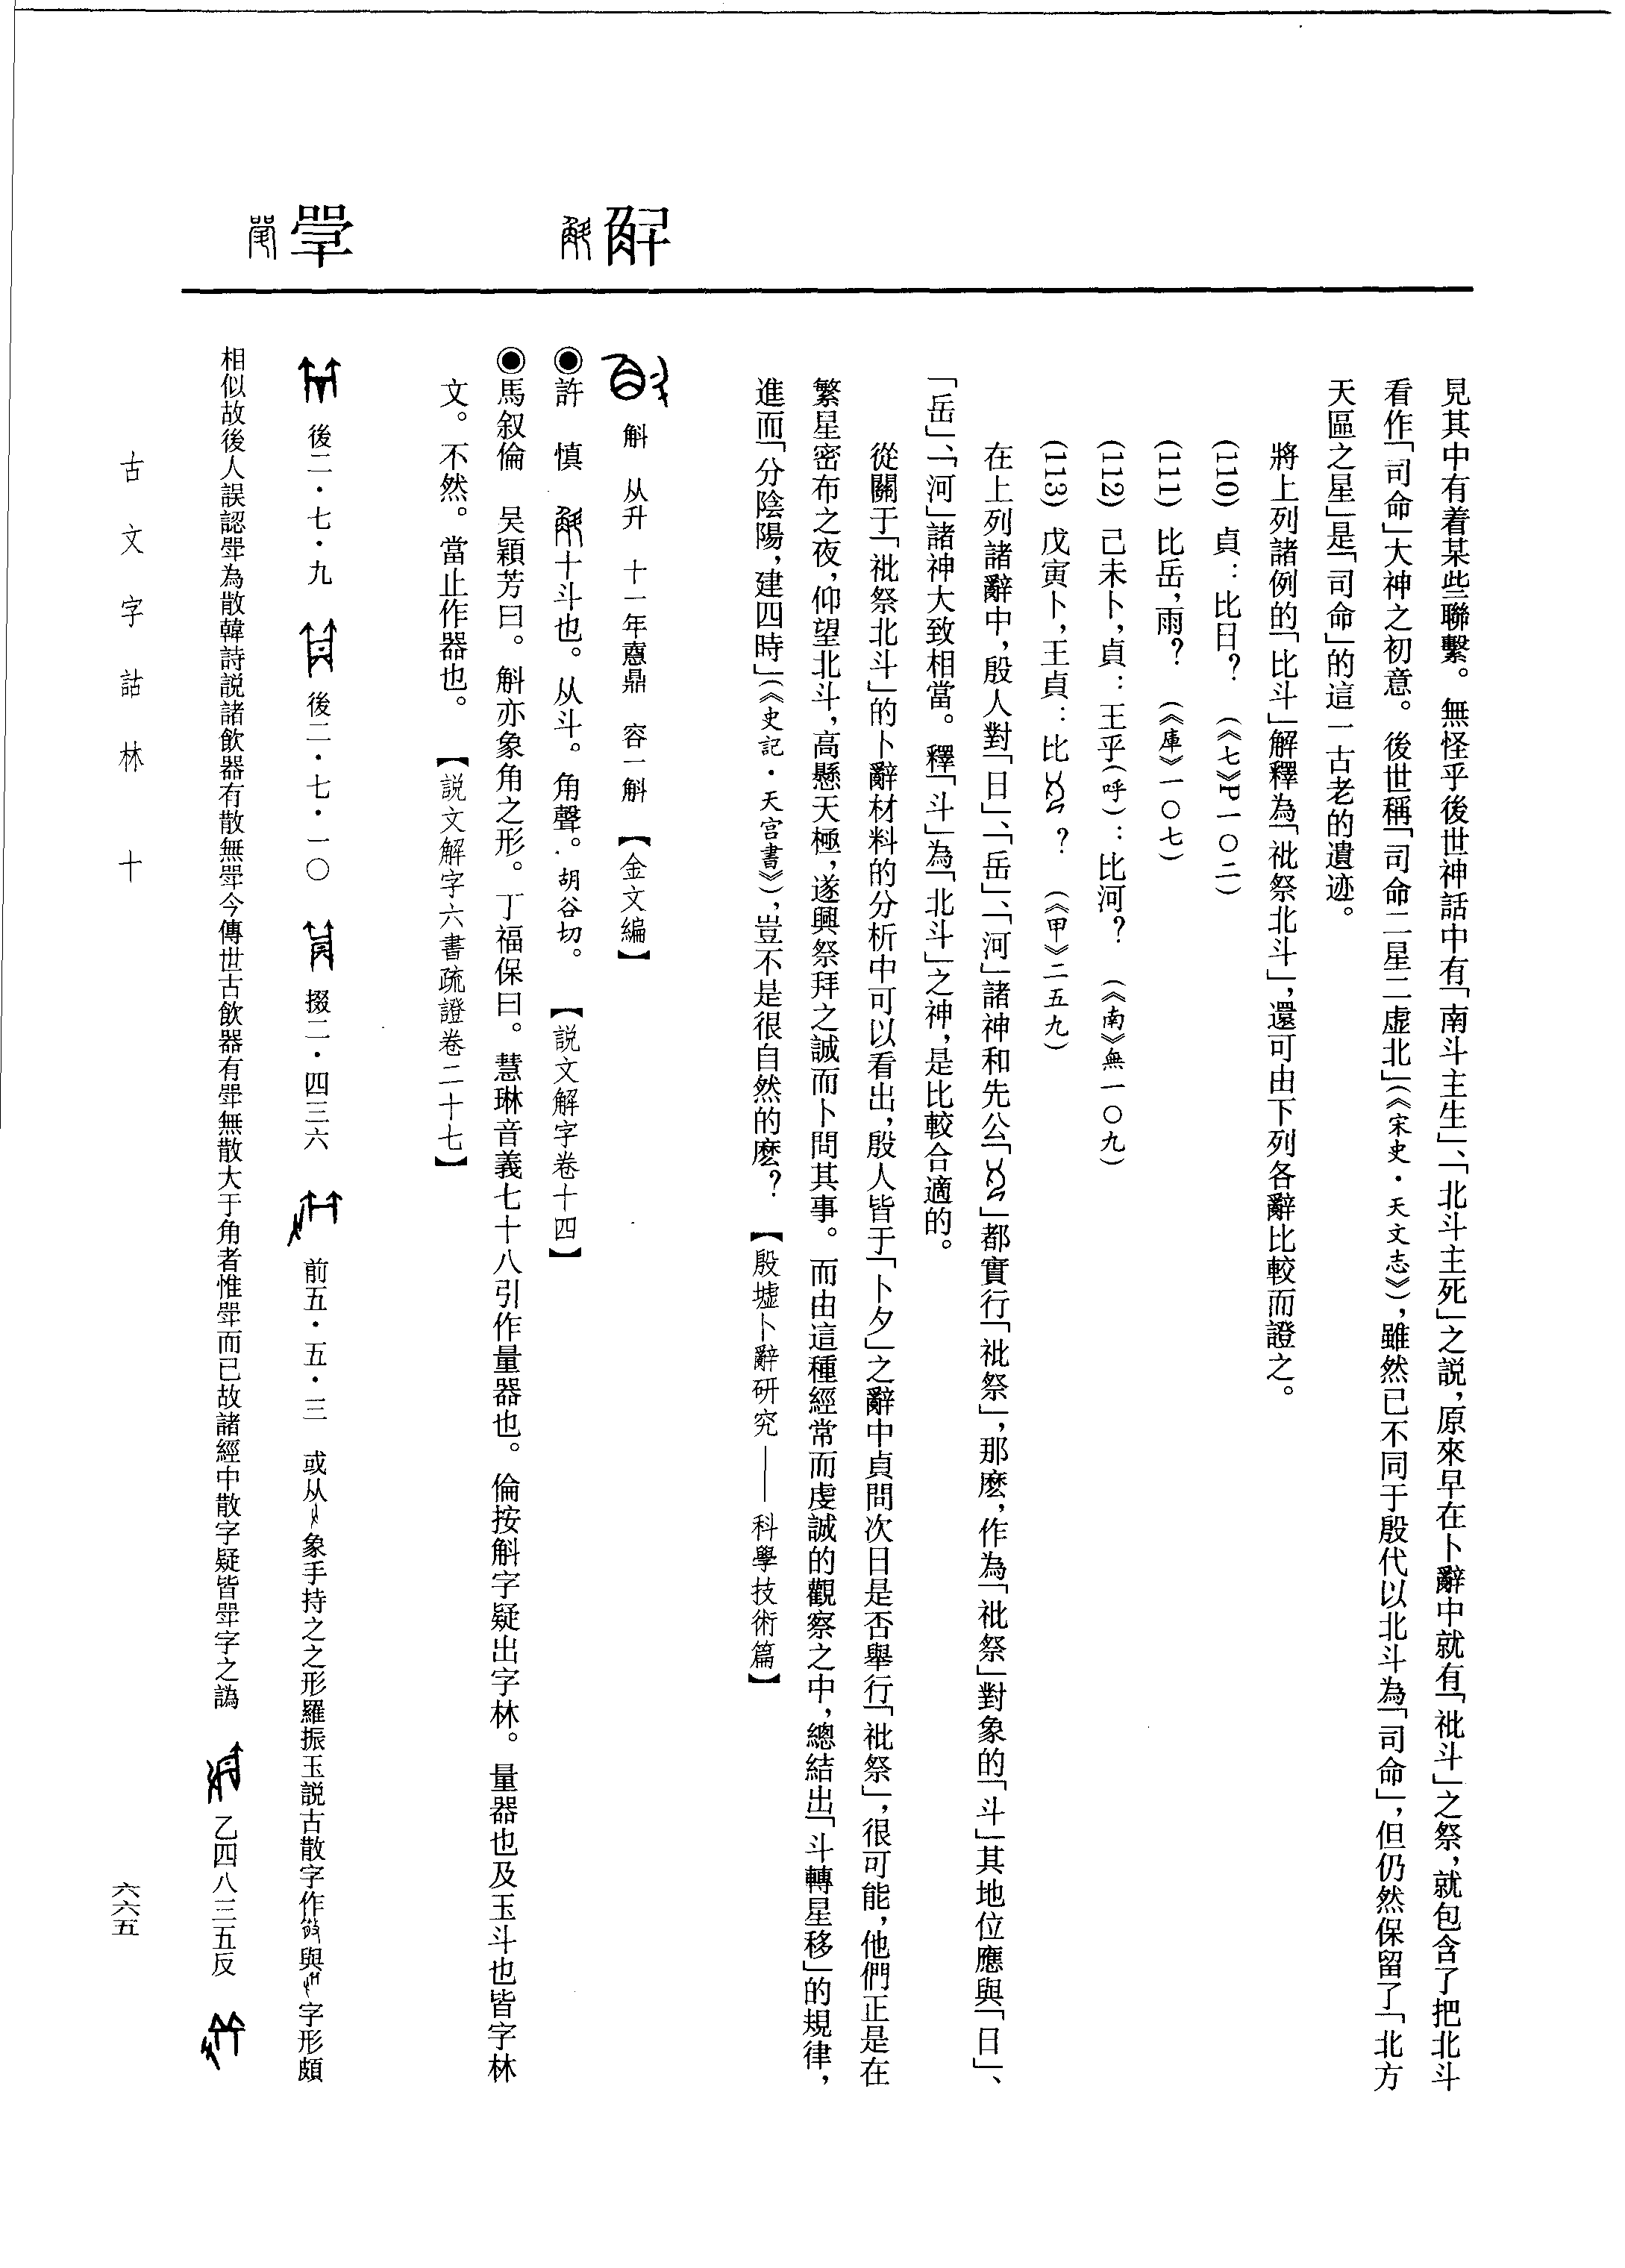 斛
斝
見其中有着某些聯繫。無怪乎後世神話中有「南斗主生」、「北斗主死」之説，原來早在卜辭中就有「祉斗」之祭，就包含了把北斗
看作「司命」大神之初意。後世稱「司命二星二虚北」（《宋史·天文志》），雖然已不同于殷代以北斗為「司命」，但仍然保留了「北方
天區之星」是「司命」的這一古老的遺迹。
將上列諸例的「比斗」解釋為「祉祭北斗」，還可由下列各辭比較而證之。
(110) 貞：比日？　（《七》P一〇二）
(111) 比岳，雨？　（《庫》一〇七）
(112) 己未卜，貞：王乎（呼）：比河？　（《南》無一〇九）
(113) 戊寅卜，王貞：比？　（《甲》二五九）
在上列諸辭中，殷人對「日」、「岳」、「河」諸神和先公「」都實行「祉祭」，那麽，作為「祉祭」對象的「斗」其地位應與「日」、
「岳」、「河」諸神大致相當。釋「斗」為「北斗」之神，是比較合適的。
從關于「祉祭北斗」的卜辭材料的分析中可以看出，殷人皆于「卜夕」之辭中貞問次日是否舉行「祉祭」，很可能，他們正是在
繁星密布之夜，仰望北斗，高懸天極，遂興祭拜之誠而卜問其事。而由這種經常而虔誠的觀察之中，總結出「斗轉星移」的規律，
進而「分陰陽，建四時」（《史記·天官書》），豈不是很自然的麽？　【殷墟卜辭研究——科學技術篇】
斛　从升　十一年鼎　容一斛　【金文編】
◉許　慎　十斗也。从斗。角聲。胡谷切。　【説文解字卷十四】
◉馬叙倫　吴穎芳曰。斛亦象角之形。丁福保曰。慧琳音義七十八引作量器也。倫按斛字疑出字林。量器也及玉斗也皆字林
文。不然。當止作器也。　【説文解字六書疏證卷二十七】
後二·七·九　後二·七·一〇　掇二·四三六　前五·五·三　或从象手持之之形羅振玉説古散字作與字形頗
相似故後人誤認斝為散韓詩説諸飲器有散無斝今傳世古飲器有斝無散大于角者惟斝而已故諸經中散字疑皆斝字之譌　乙四八三五反
古文字詁林　十
六六五